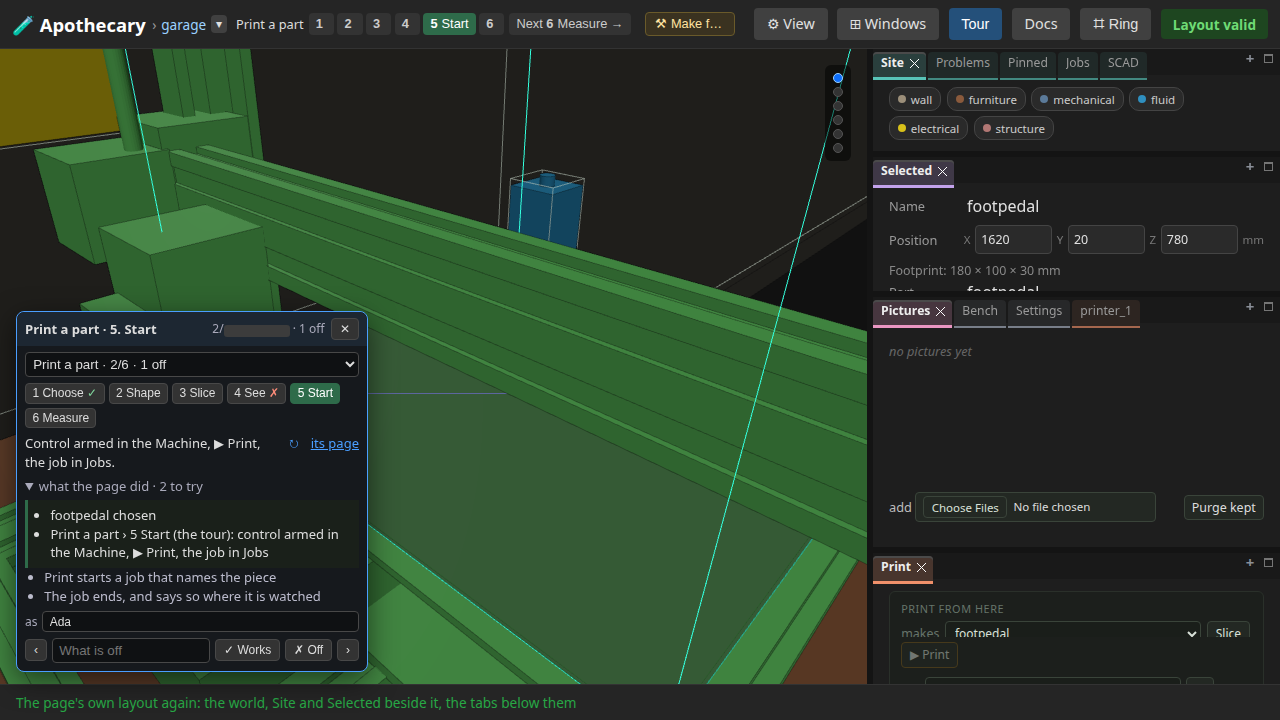 Apothecary › garage ▾ Print a part 1 2 3 4 5 Start 6 Next 6 Measure → ⚒ Make f… ⚙ View ⊞ Windows Tour Docs ⌗ Ring Layout valid
Site Problems Pinned Jobs SCAD
wall furniture mechanical fluid
electrical structure
Selected
Name footpedal
Position X 1620 Y 20 Z 780 mm
Footprint: 180 × 100 × 30 mm
Pictures Bench Settings printer_1
no pictures yet
add Choose Files No file chosen Purge kept
Print
PRINT FROM HERE
makes footpedal Slice
▶ Print
Print a part · 5. Start 2/ · 1 off ✕
Print a part · 2/6 · 1 off
1 Choose ✓ 2 Shape 3 Slice 4 See ✗ 5 Start
6 Measure
Control armed in the Machine, ▶ Print, ↻ its page
the job in Jobs.
▼ what the page did · 2 to try
• footpedal chosen
• Print a part › 5 Start (the tour): control armed in
the Machine, ▶ Print, the job in Jobs
• Print starts a job that names the piece
• The job ends, and says so where it is watched
as Ada
‹ What is off ✓ Works ✗ Off ›
The page's own layout again: the world, Site and Selected beside it, the tabs below them